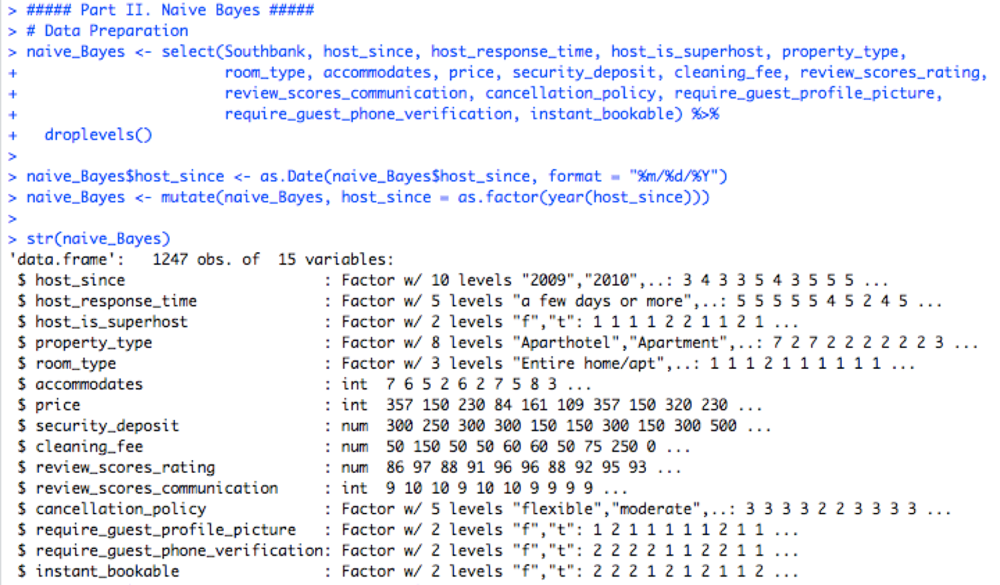 > ##### Part II. Naive Bayes #####
> # Data Preparation
> naive_Bayes <- select(Southbank, host_since, host_response_time, host_is_superhost, property_type,
+                       room_type, accommodates, price, security_deposit, cleaning_fee, review_scores_rating,
+                       review_scores_communication, cancellation_policy, require_guest_profile_picture,
+                       require_guest_phone_verification, instant_bookable) %>%
+   droplevels()
>
> naive_Bayes$host_since <- as.Date(naive_Bayes$host_since, format = "%m/%d/%Y")
> naive_Bayes <- mutate(naive_Bayes, host_since = as.factor(year(host_since)))
>
> str(naive_Bayes)
'data.frame':   1247 obs. of  15 variables:
 $ host_since                      : Factor w/ 10 levels "2009","2010",..: 3 4 3 3 5 4 3 5 5 5 ...
 $ host_response_time              : Factor w/ 5 levels "a few days or more",..: 5 5 5 5 5 4 5 2 4 5 ...
 $ host_is_superhost               : Factor w/ 2 levels "f","t": 1 1 1 1 2 2 1 1 2 1 ...
 $ property_type                   : Factor w/ 8 levels "Aparthotel","Apartment",..: 7 2 7 2 2 2 2 2 2 3 ...
 $ room_type                       : Factor w/ 3 levels "Entire home/apt",..: 1 1 1 2 1 1 1 1 1 1 ...
 $ accommodates                    : int  7 6 5 2 6 2 7 5 8 3 ...
 $ price                           : int  357 150 230 84 161 109 357 150 320 230 ...
 $ security_deposit                : num  300 250 300 300 150 150 300 150 300 500 ...
 $ cleaning_fee                    : num  50 150 50 50 60 60 50 75 250 0 ...
 $ review_scores_rating            : num  86 97 88 91 96 96 88 92 95 93 ...
 $ review_scores_communication     : int  9 10 10 9 10 10 9 9 9 9 ...
 $ cancellation_policy             : Factor w/ 5 levels "flexible","moderate",..: 3 3 3 3 2 2 3 3 3 3 ...
 $ require_guest_profile_picture   : Factor w/ 2 levels "f","t": 1 2 1 1 1 1 1 2 1 1 ...
 $ require_guest_phone_verification: Factor w/ 2 levels "f","t": 2 2 2 2 1 1 2 2 1 1 ...
 $ instant_bookable                : Factor w/ 2 levels "f","t": 2 2 2 1 2 1 2 1 1 2 ...